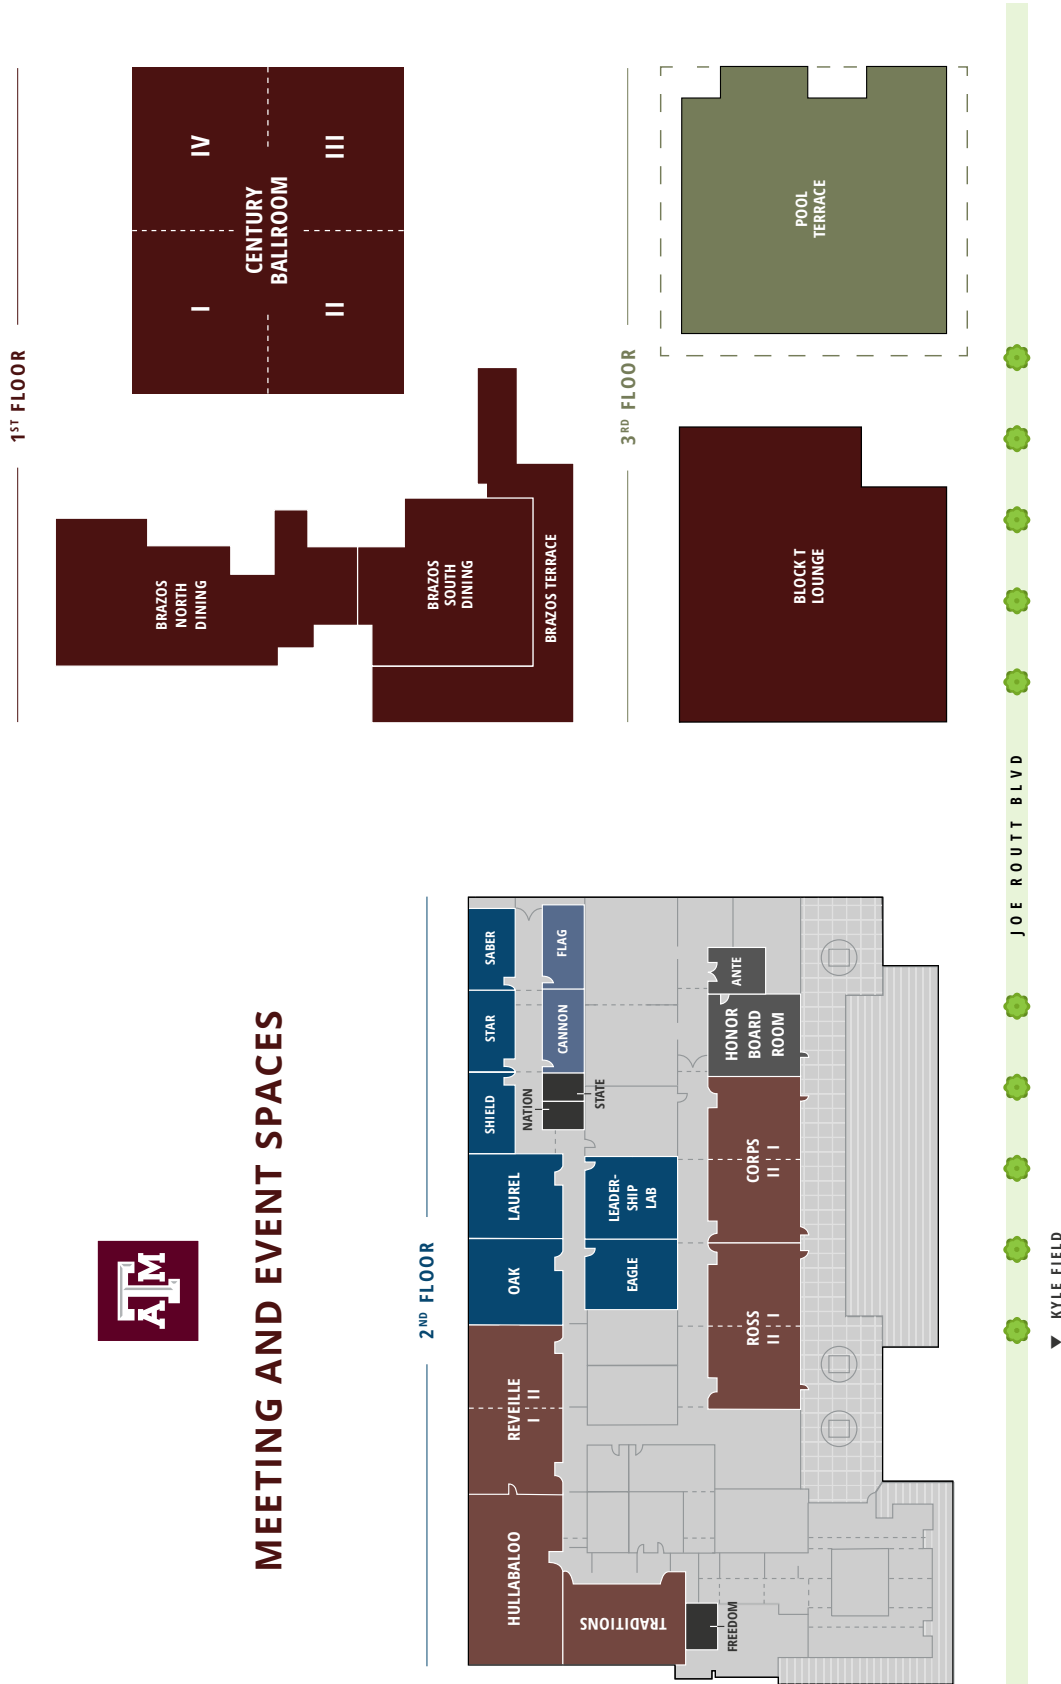 ATM
MEETING AND EVENT SPACES
1ST FLOOR
BRAZOS
NORTH
DINING
BRAZOS
SOUTH
DINING
BRAZOS TERRACE
CENTURY
BALLROOM
I
II
III
IV
2ND FLOOR
HULLABALOO
REVEILLE
I II
OAK
LAUREL
SHIELD
STAR
SABER
TRADITIONS
FREEDOM
NATION
STATE
CANNON
FLAG
EAGLE
LEADER-
SHIP
LAB
ROSS
II I
CORPS
II I
HONOR
BOARD
ROOM
ANTE
3RD FLOOR
BLOCK T
LOUNGE
POOL
TERRACE
JOE ROUTT BLVD
KYLE FIELD